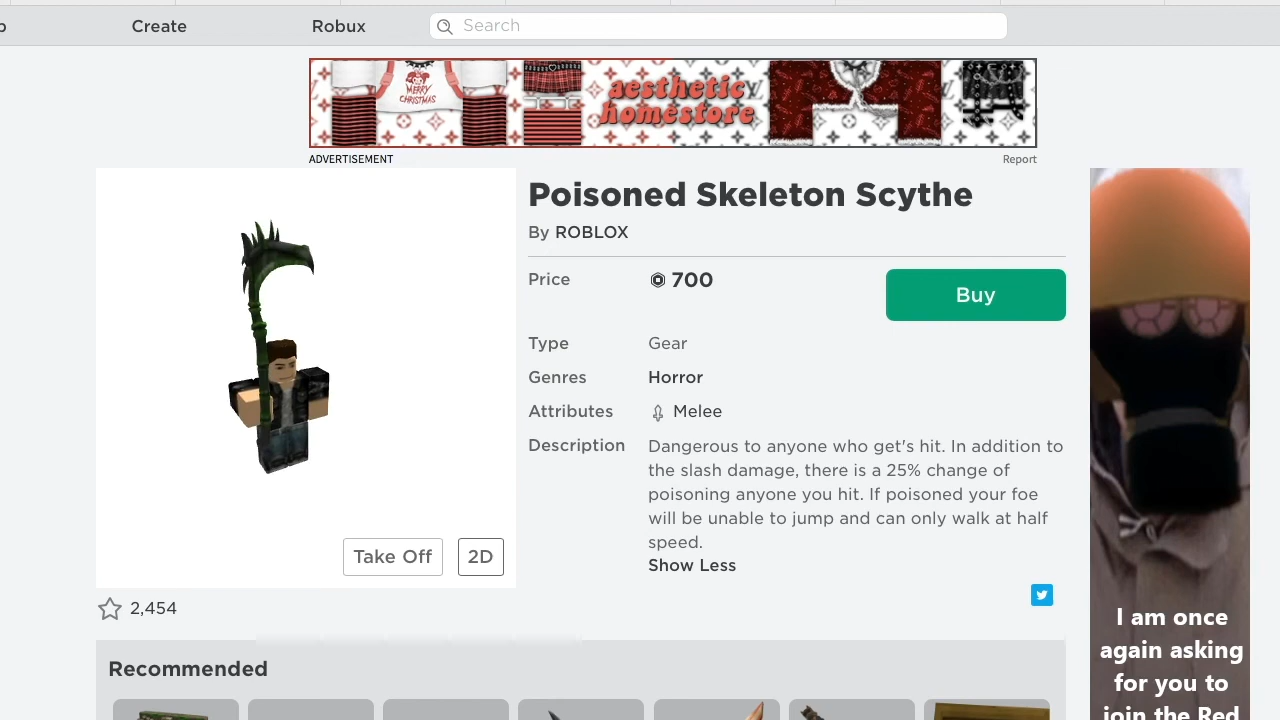 Create
Robux
Search
MERRY
CHRISTMAS
aesthetic
homestore
ADVERTISEMENT
Report
Poisoned Skeleton Scythe
By ROBLOX
Price
700
Buy
Type
Gear
Genres
Horror
Attributes
Melee
Description
Dangerous to anyone who get's hit. In addition to
the slash damage, there is a 25% change of
poisoning anyone you hit. If poisoned your foe
will be unable to jump and can only walk at half
speed.
Show Less
Take Off
2D
2,454
Recommended
I am once
again asking
for you to
join the Red